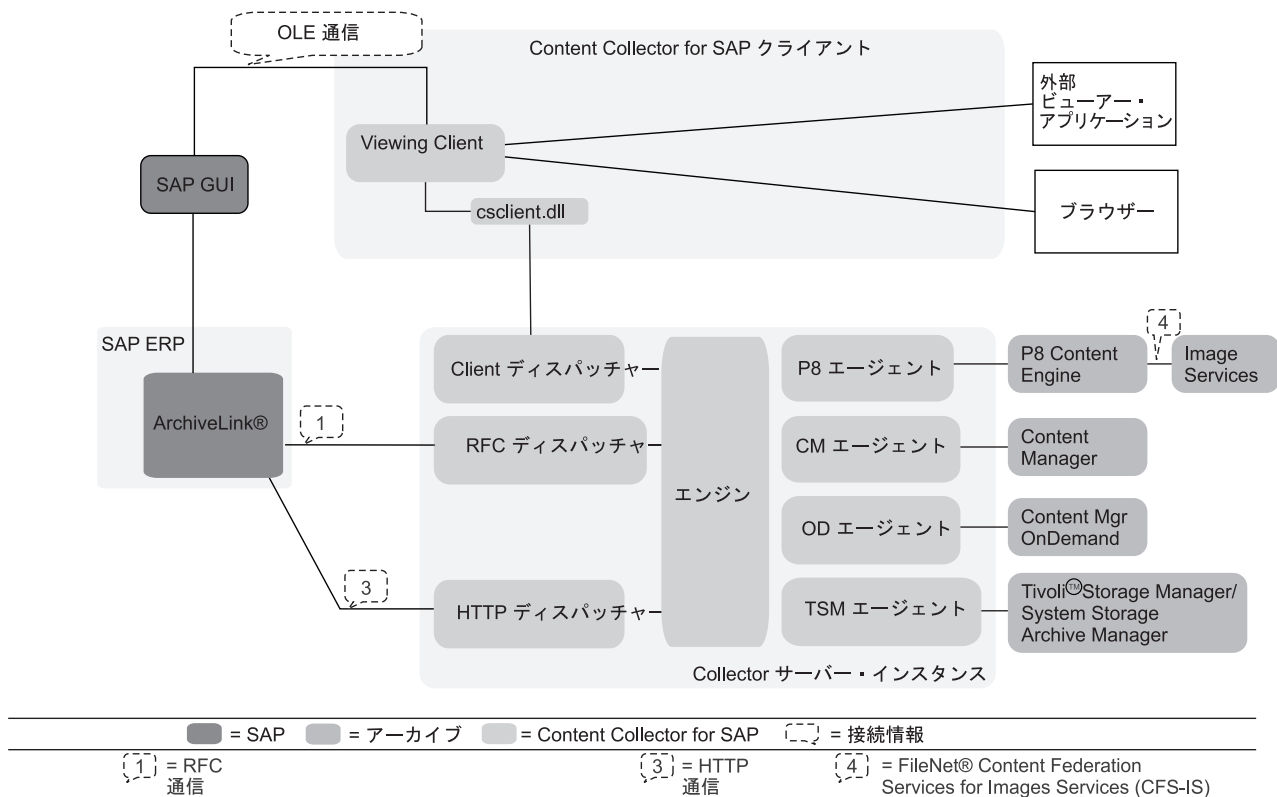 OLE 通信
Content Collector for SAP クライアント
外部
ビューアー・
アプリケーション
Viewing Client
SAP GUI
csclient.dll
ブラウザー
SAP ERP
ArchiveLink®
1
3
Client ディスパッチャー
RFC ディスパッチャー
HTTP ディスパッチャー
エンジン
P8 エージェント
CM エージェント
OD エージェント
TSM エージェント
4
P8 Content
Engine
Image
Services
Content
Manager
Content Mgr
OnDemand
Tivoli™Storage Manager/
System Storage
Archive Manager
Collector サーバー・インスタンス
= SAP
= アーカイブ
= Content Collector for SAP
= 接続情報
1 = RFC
通信
3 = HTTP
通信
4 = FileNet® Content Federation
Services for Images Services (CFS-IS)